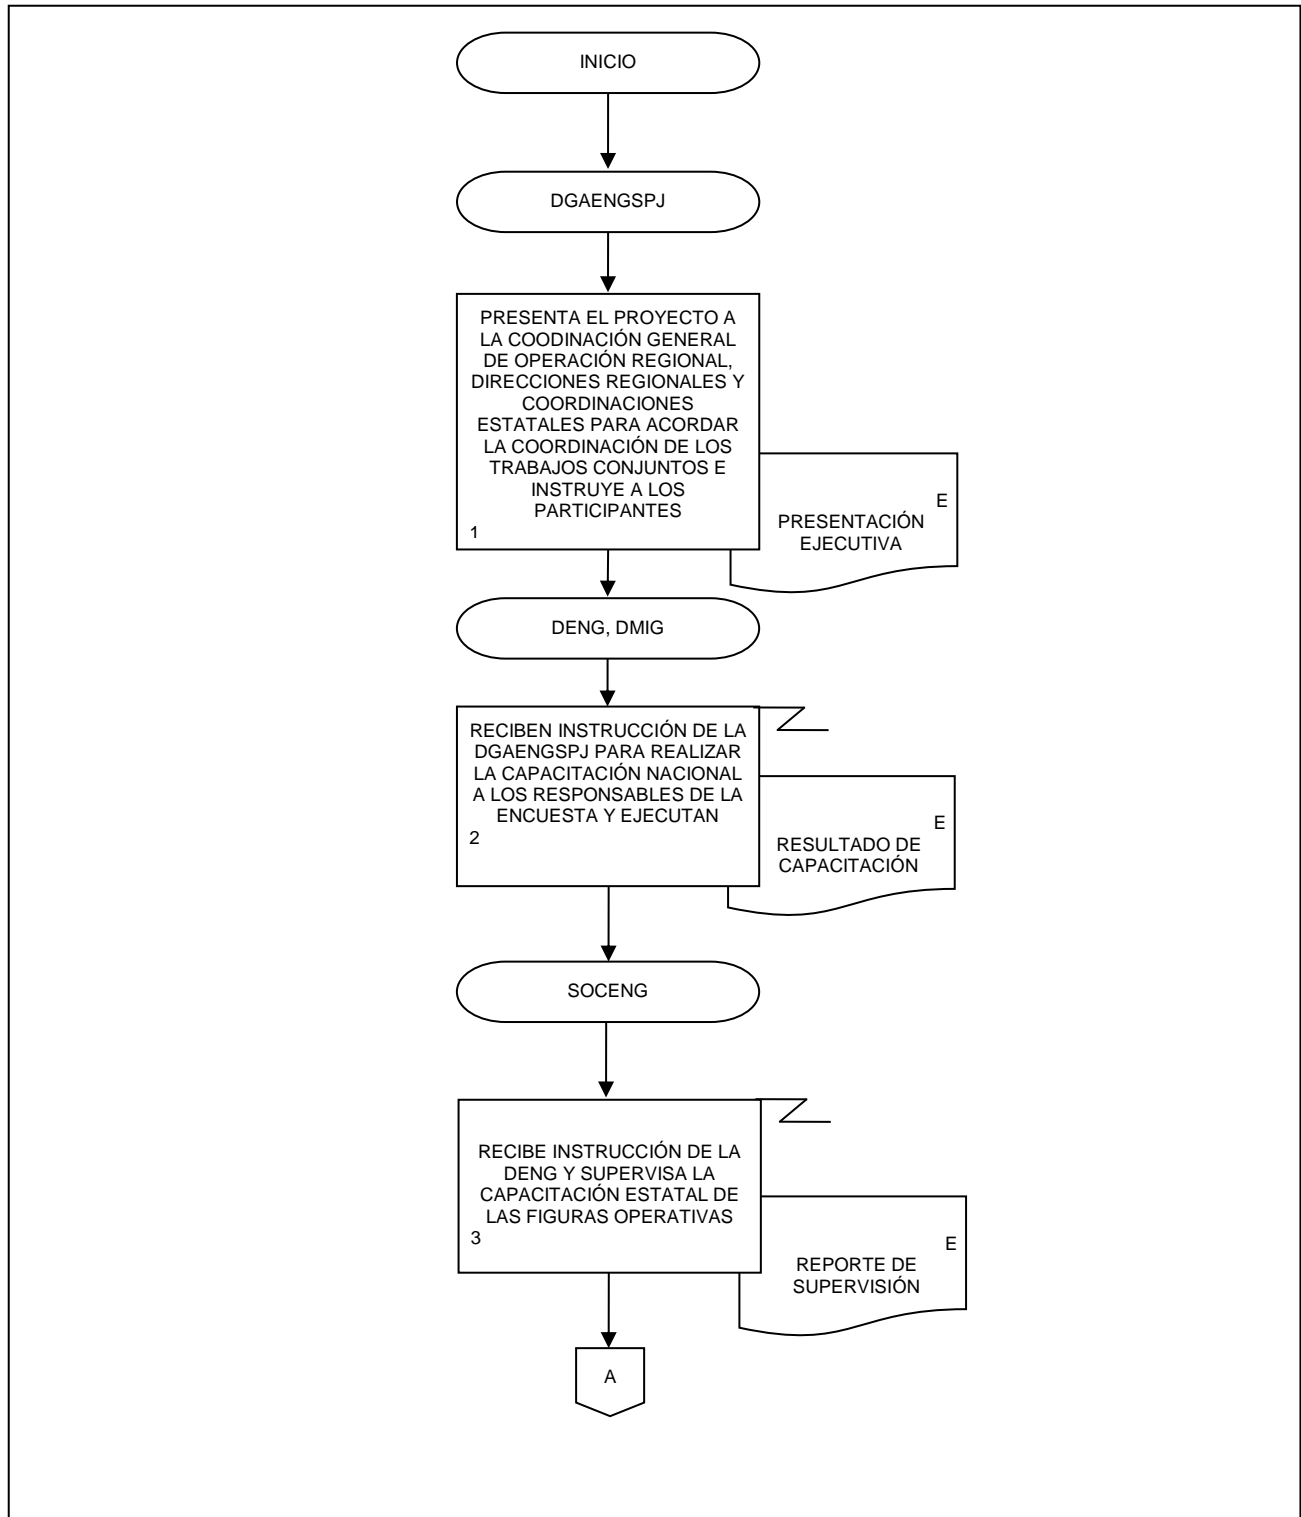 INICIO
DGAENGSPJ
PRESENTA EL PROYECTO A
LA COODINACIÓN GENERAL
DE OPERACIÓN REGIONAL,
DIRECCIONES REGIONALES Y
COORDINACIONES
ESTATALES PARA ACORDAR
LA COORDINACIÓN DE LOS
TRABAJOS CONJUNTOS E
INSTRUYE A LOS
PARTICIPANTES
1
E
PRESENTACIÓN
EJECUTIVA
DENG, DMIG
RECIBEN INSTRUCCIÓN DE LA
DGAENGSPJ PARA REALIZAR
LA CAPACITACIÓN NACIONAL
A LOS RESPONSABLES DE LA
ENCUESTA Y EJECUTAN
2
E
RESULTADO DE
CAPACITACIÓN
SOCENG
RECIBE INSTRUCCIÓN DE LA
DENG Y SUPERVISA LA
CAPACITACIÓN ESTATAL DE
LAS FIGURAS OPERATIVAS
3
E
REPORTE DE
SUPERVISIÓN
A